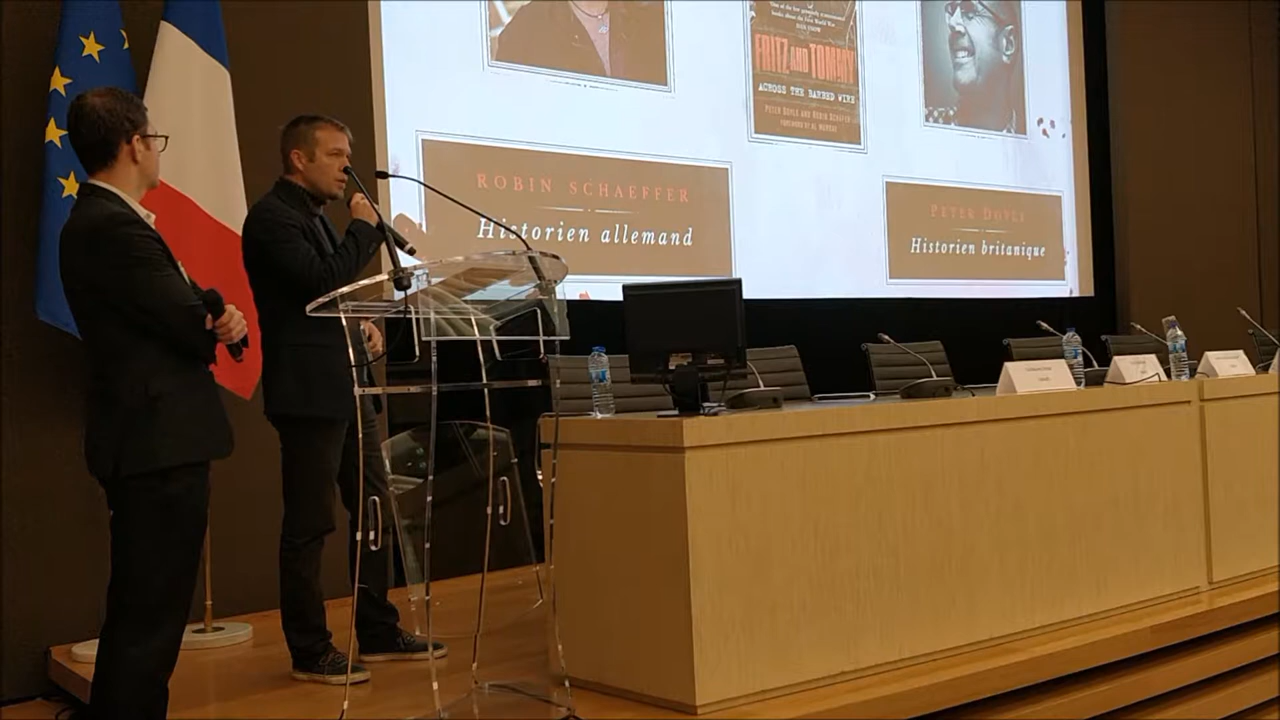 FRITZ AND TOMMY
ACROSS THE BARBED WIRE
PETER DOYLE AND ROBIN SCHÄFER
ROBIN SCHAEFFER
Historien allemand
PETER DOYLE
Historien britanique